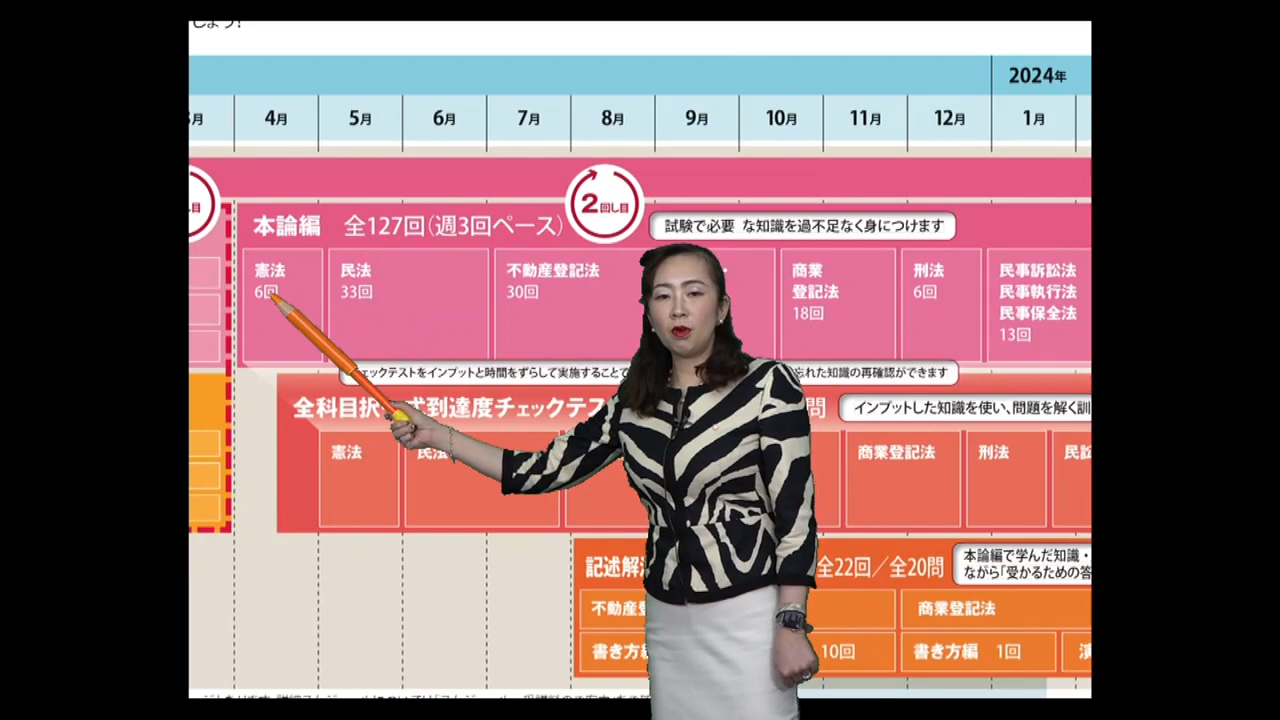 しょう!
2024年
3月 4月 5月 6月 7月 8月 9月 10月 11月 12月 1月
本論編 全127回(週3回ペース)
2回し目
試験で必要 な知識を過不足なく身につけます
憲法
6回
民法
33回
不動産登記法
30回
商業
登記法
18回
刑法
6回
民事訴訟法
民事執行法
民事保全法
13回
チェックテストをインプットと時間をずらして実施することで
忘れた知識の再確認ができます
全科目択 式到達度チェックテス
問
インプットした知識を使い、問題を解く訓
憲法
民法
商業登記法
刑法
民訴
記述解法
全22回/全20問
本論編で学んだ知識・
ながら「受かるための答
不動産登
商業登記法
書き方編
10回
書き方編 1回
演